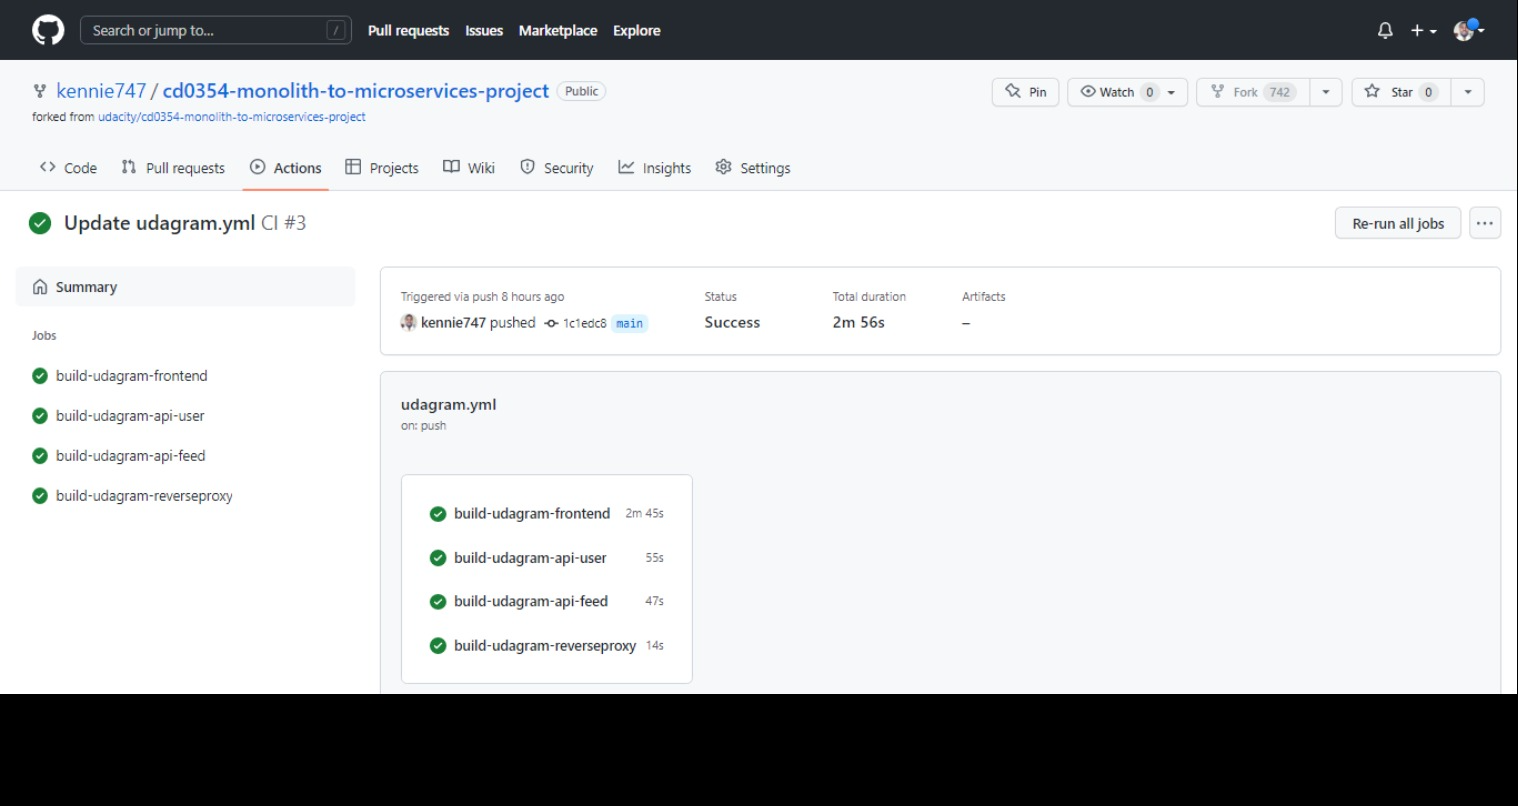 Search or jump to... / Pull requests Issues Marketplace Explore
kennie747 / cd0354-monolith-to-microservices-project Public Pin Watch 0 Fork 742 Star 0
forked from udacity/cd0354-monolith-to-microservices-project
Code Pull requests Actions Projects Wiki Security Insights Settings
Update udagram.yml CI #3 Re-run all jobs ...
Summary
Jobs
build-udagram-frontend
build-udagram-api-user
build-udagram-api-feed
build-udagram-reverseproxy
Triggered via push 8 hours ago Status Total duration Artifacts
kennie747 pushed 1c1edc8 main Success 2m 56s –
udagram.yml
on: push
build-udagram-frontend 2m 45s
build-udagram-api-user 55s
build-udagram-api-feed 47s
build-udagram-reverseproxy 14s